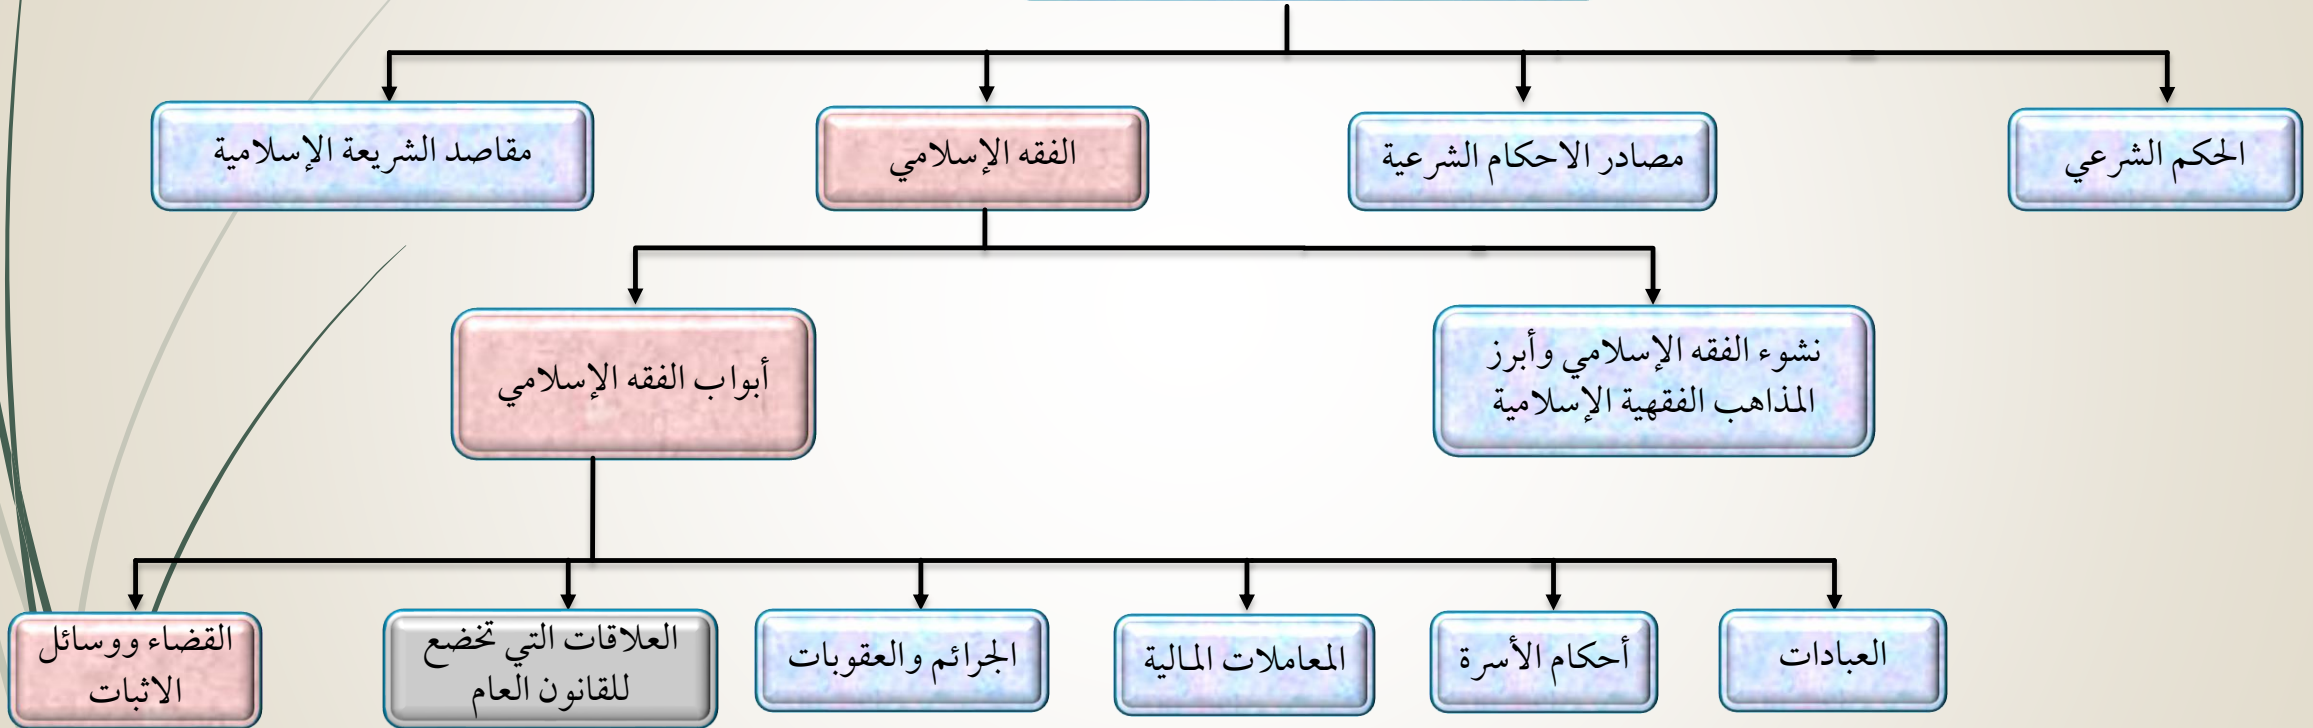 الحكم الشرعي
مصادر الاحكام الشرعية
الفقه الإسلامي
مقاصد الشريعة الإسلامية
نشوء الفقه الإسلامي وأبرز
المذاهب الفقهية الإسلامية
أبواب الفقه الإسلامي
العبادات
أحكام الأسرة
المعاملات المالية
الجرائم والعقوبات
العلاقات التي تخضع
للقانون العام
القضاء ووسائل
الاثبات